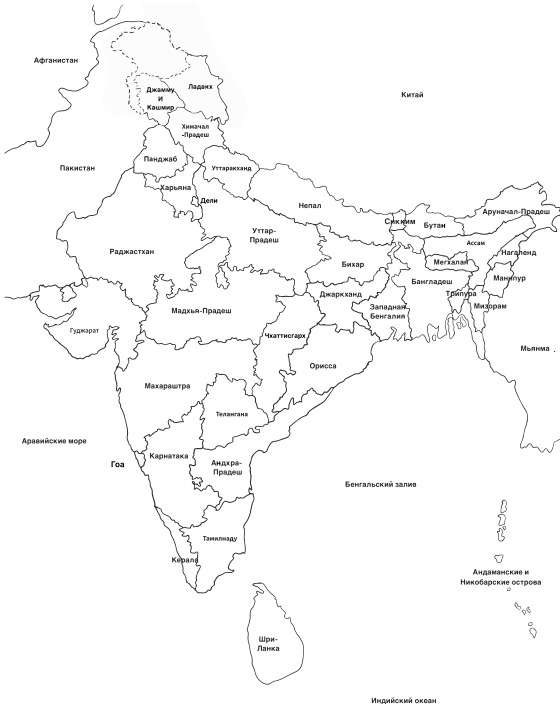 Афганистан
Джамму
И
Кашмир
Ладакх
Китай
Химачал
-Прадеш
Пакистан
Панджаб
Уттаракханд
Харьяна
Дели
Непал
Сикким
Бутан
Аруначал-Прадеш
Уттар-
Прадеш
Ассам
Нагаленд
Раджастхан
Бихар
Мегхалая
Манипур
Бангладеш
Джаркханд
Трипура
Мизорам
Мадхья-Прадеш
Западная
Бенгалия
Гуджарат
Чхаттисгарх
Мьянма
Орисса
Махараштра
Телангана
Аравийские море
Гоа
Карнатака
Андхра-
Прадеш
Бенгальский залив
Тамилнаду
Керала
Андаманские и
Никобарские острова
Шри-
Ланка
Индийский океан